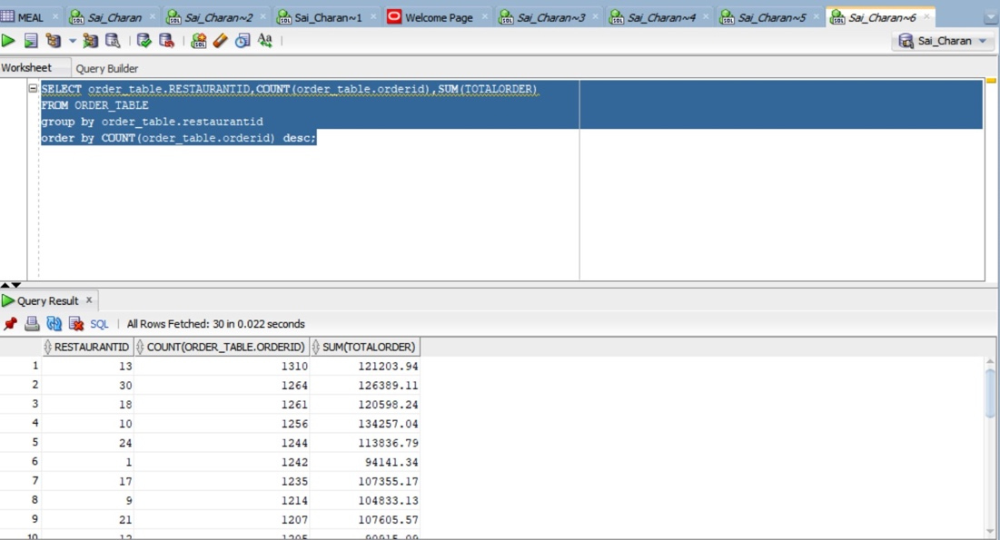 MEAL Sai_Charan Sai_Charan~2 Sai_Charan~1 Welcome Page Sai_Charan~3 Sai_Charan~4 Sai_Charan~5 Sai_Charan~6
Sai_Charan
Worksheet Query Builder
SELECT order_table.RESTAURANTID,COUNT(order_table.orderid),SUM(TOTALORDER)
FROM ORDER_TABLE
group by order_table.restaurantid
order by COUNT(order_table.orderid) desc;
Query Result x
SQL | All Rows Fetched: 30 in 0.022 seconds
RESTAURANTID COUNT(ORDER_TABLE.ORDERID) SUM(TOTALORDER)
1 13 1310 121203.94
2 30 1264 126389.11
3 18 1261 120598.24
4 10 1256 134257.04
5 24 1244 113836.79
6 1 1242 94141.34
7 17 1235 107355.17
8 9 1214 104833.13
9 21 1207 107605.57
10 12 1205 90915.09